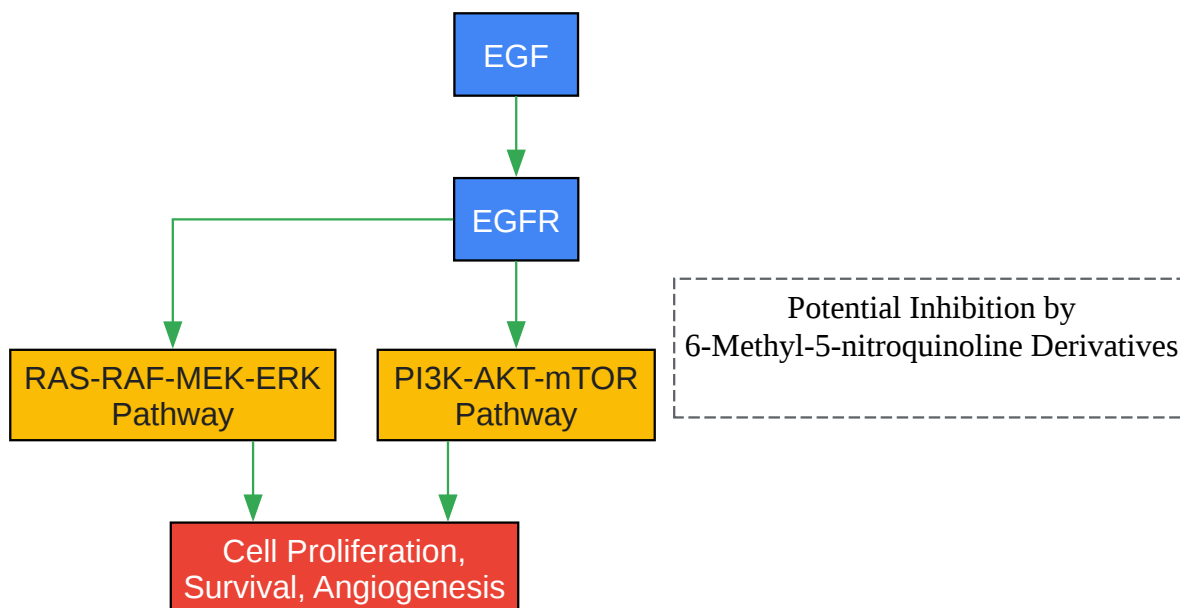 EGF
EGFR
Potential Inhibition by
6-Methyl-5-nitroquinoline Derivatives
RAS-RAF-MEK-ERK
Pathway
PI3K-AKT-mTOR
Pathway
Cell Proliferation,
Survival, Angiogenesis